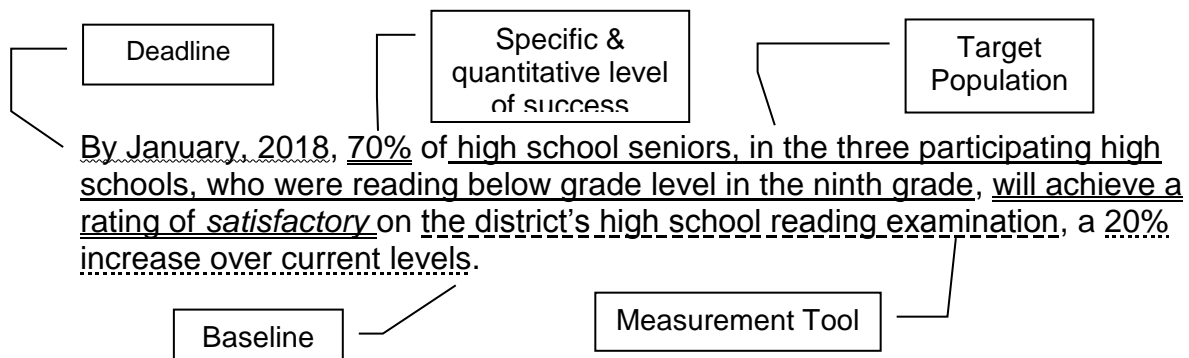 Deadline
Specific &
quantitative level
of success
Target
Population
By January, 2018, 70% of high school seniors, in the three participating high
schools, who were reading below grade level in the ninth grade, will achieve a
rating of satisfactory on the district’s high school reading examination, a 20%
increase over current levels.
Baseline
Measurement Tool